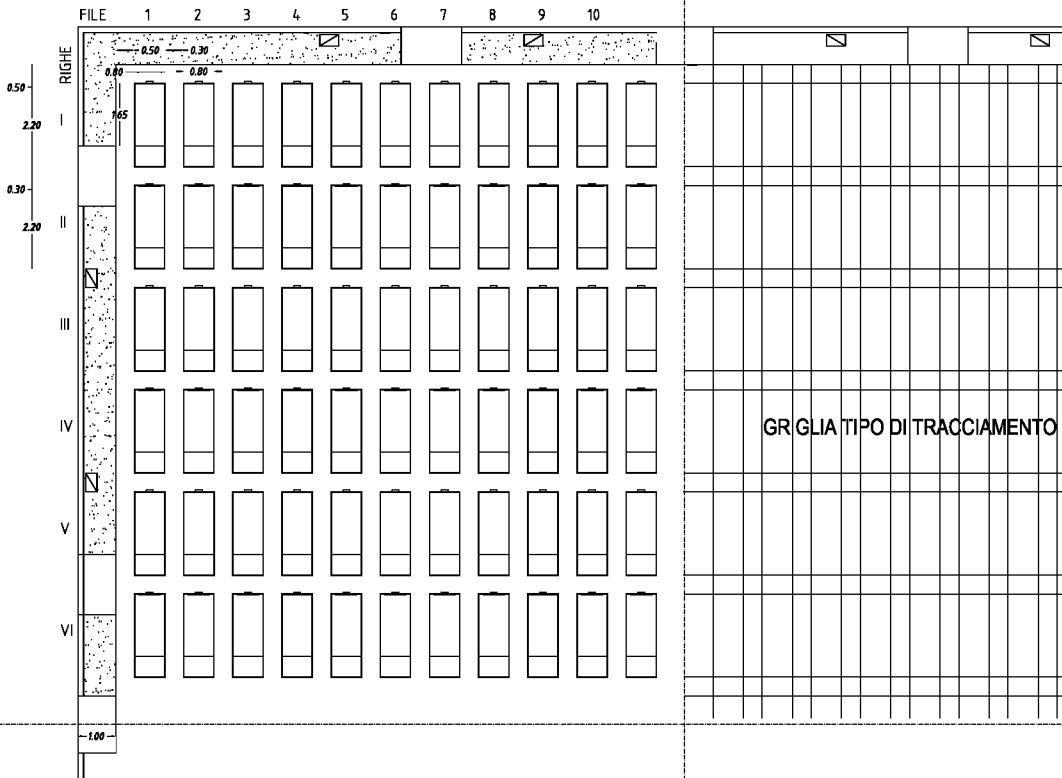 FILE 1 2 3 4 5 6 7 8 9 10
RIGHE
0.50 0.30
0.80 0.80
0.50
1.65
I
2.20
0.30
II
2.20
III
IV
GRIGLIA TIPO DI TRACCIAMENTO
V
VI
1.00